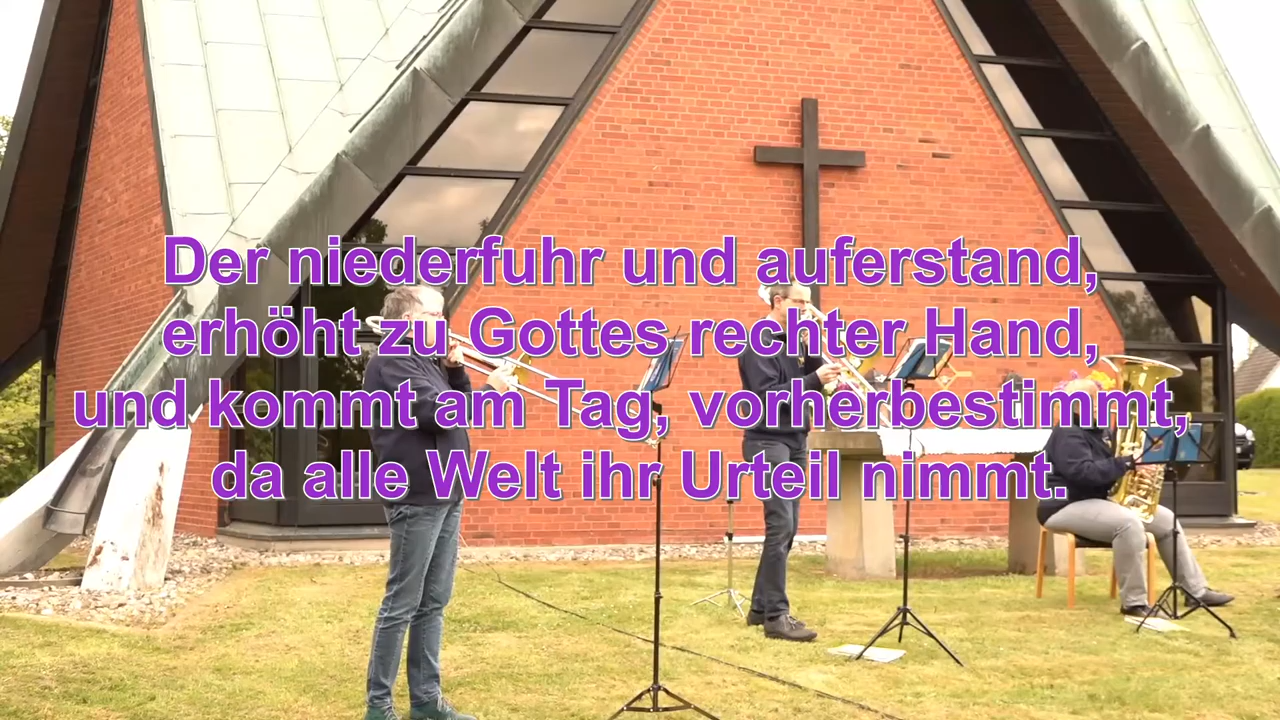 Der niederfuhr und auferstand,
erhöht zu Gottes rechter Hand,
und kommt am Tag, vorherbestimmt,
da alle Welt ihr Urteil nimmt.